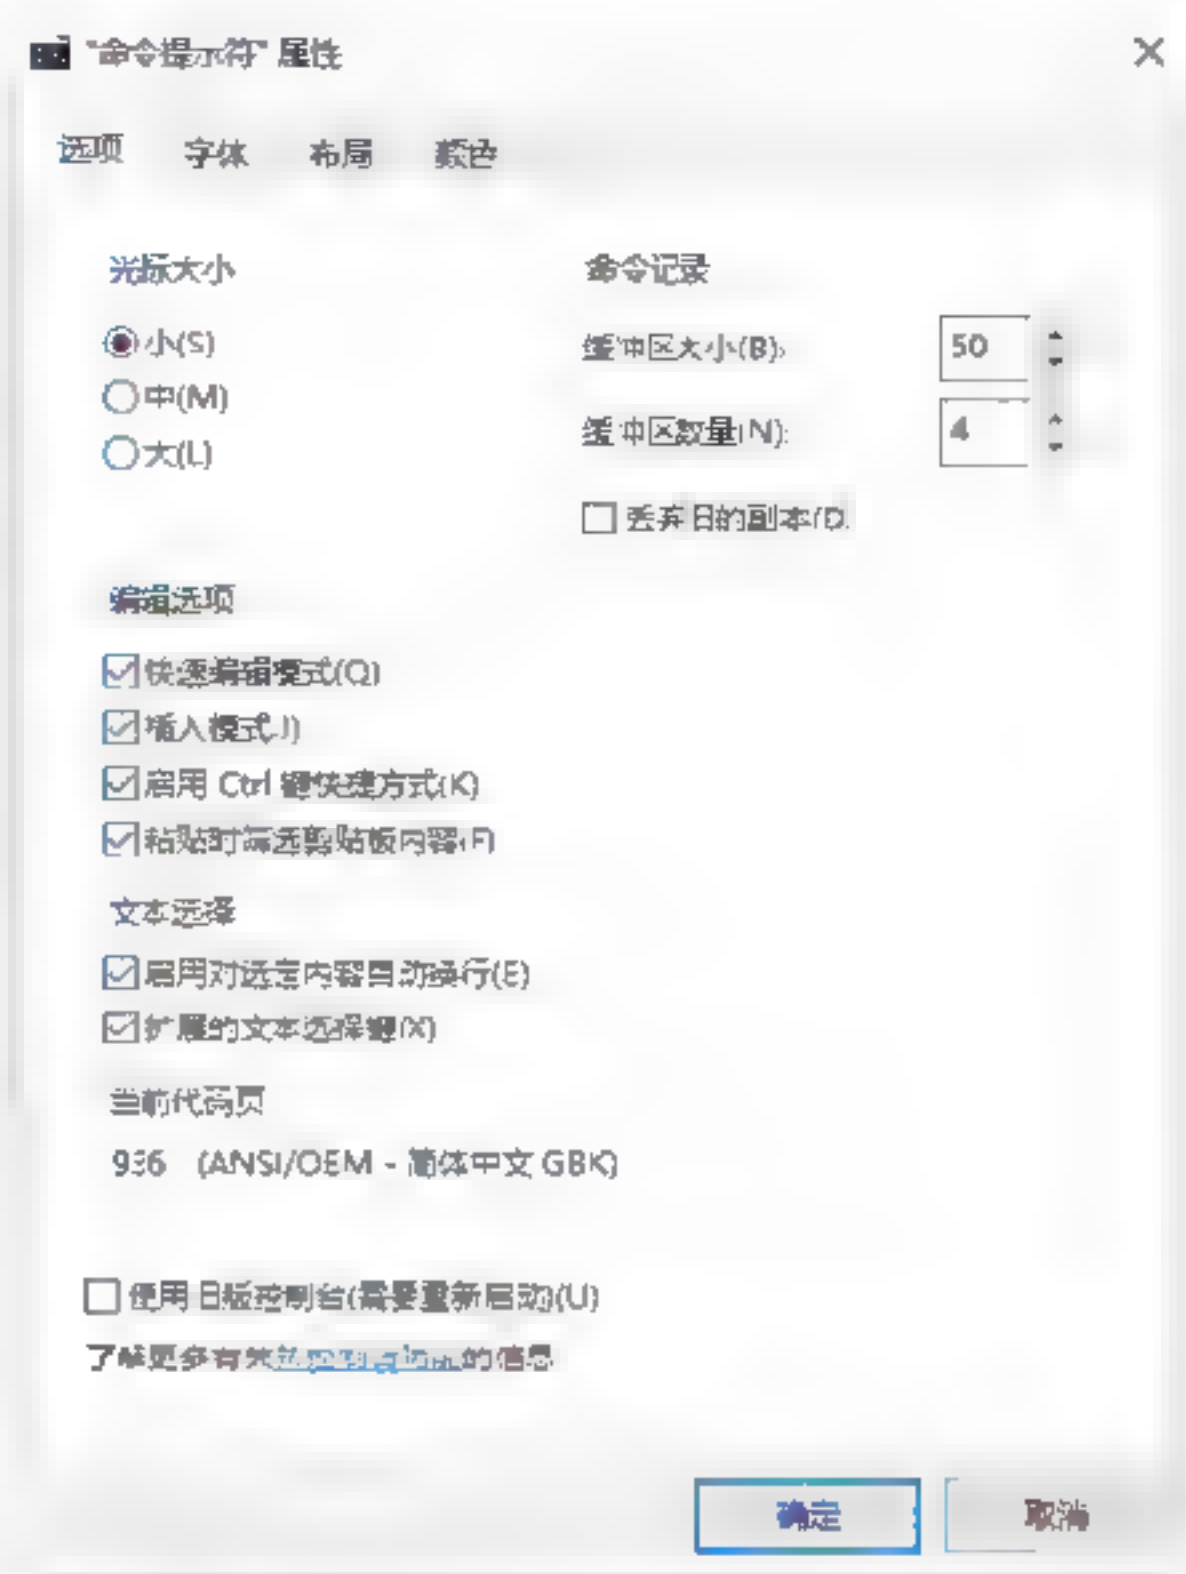 "命令提示符" 属性
选项 字体 布局 颜色
光标大小
小(S)
中(M)
大(L)
命令记录
缓冲区大小(B): 50
缓冲区数量(N): 4
丢弃旧的副本(D)
编辑选项
快速编辑模式(Q)
插入模式(I)
启用 Ctrl 键快捷方式(K)
粘贴时筛选剪贴板内容(F)
文本选择
启用对选定内容自动换行(E)
扩展的文本选择键(X)
当前代码页
936 (ANSI/OEM - 简体中文 GBK)
使用旧版控制台(需要重新启动)(U)
了解更多有关的信息
确定 取消